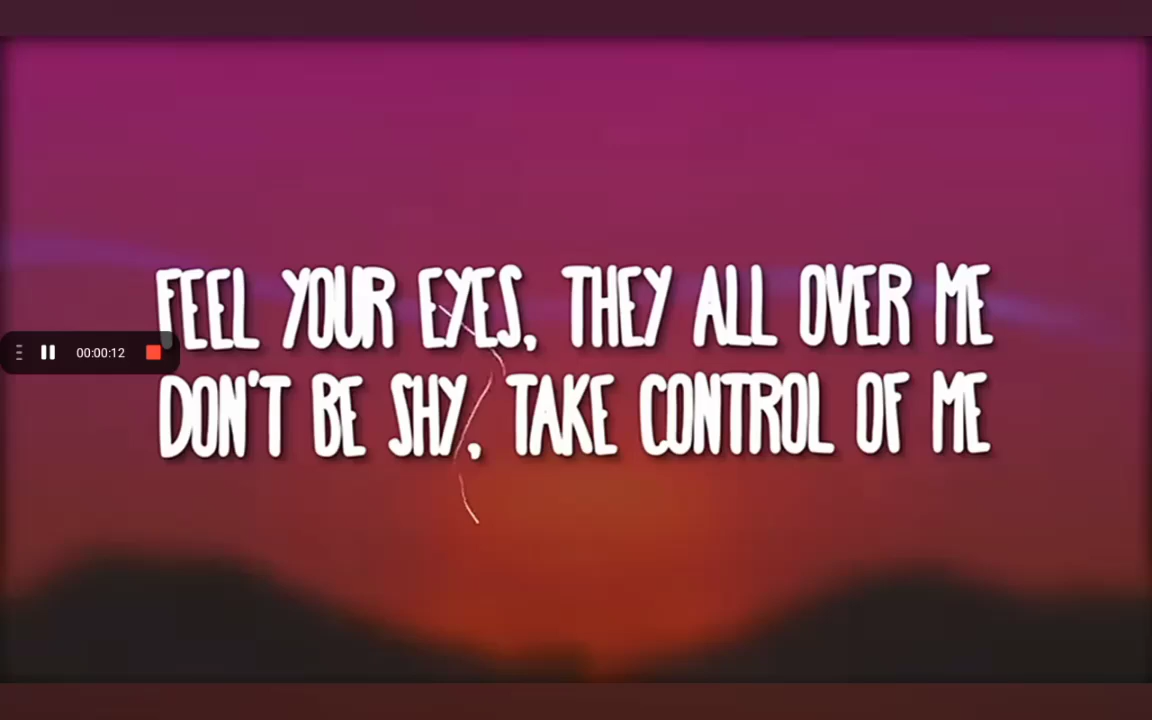 FEEL YOUR EYES, THEY ALL OVER ME
00:00:12
DON'T BE SHY, TAKE CONTROL OF ME